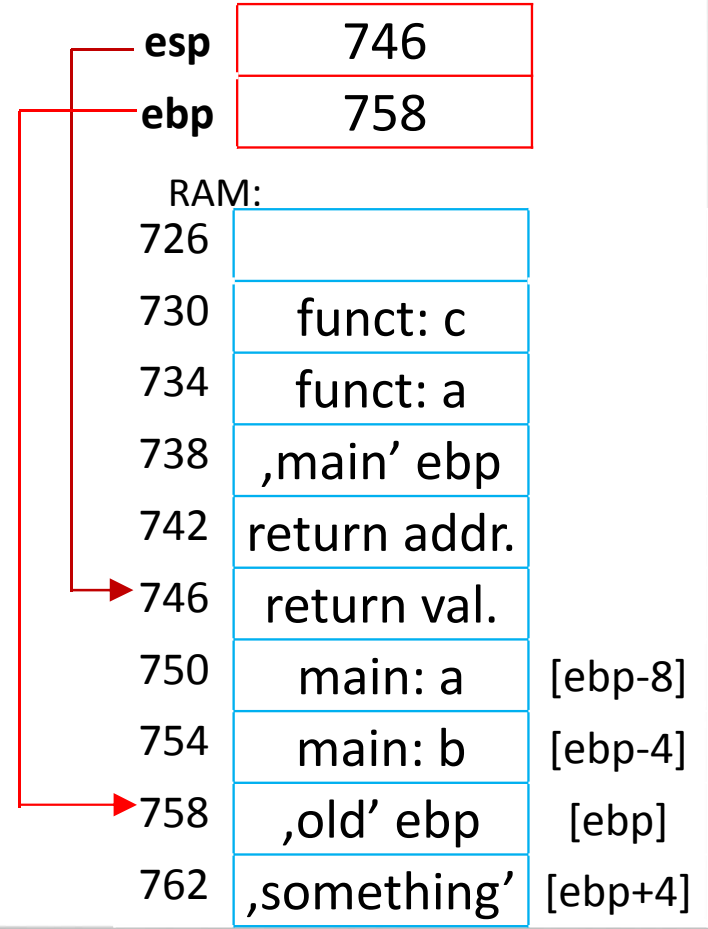 esp 746
ebp 758
RAM:
726
730 funct: c
734 funct: a
738 ‚main’ ebp
742 return addr.
746 return val.
750 main: a [ebp-8]
754 main: b [ebp-4]
758 ‚old’ ebp [ebp]
762 ‚something’ [ebp+4]